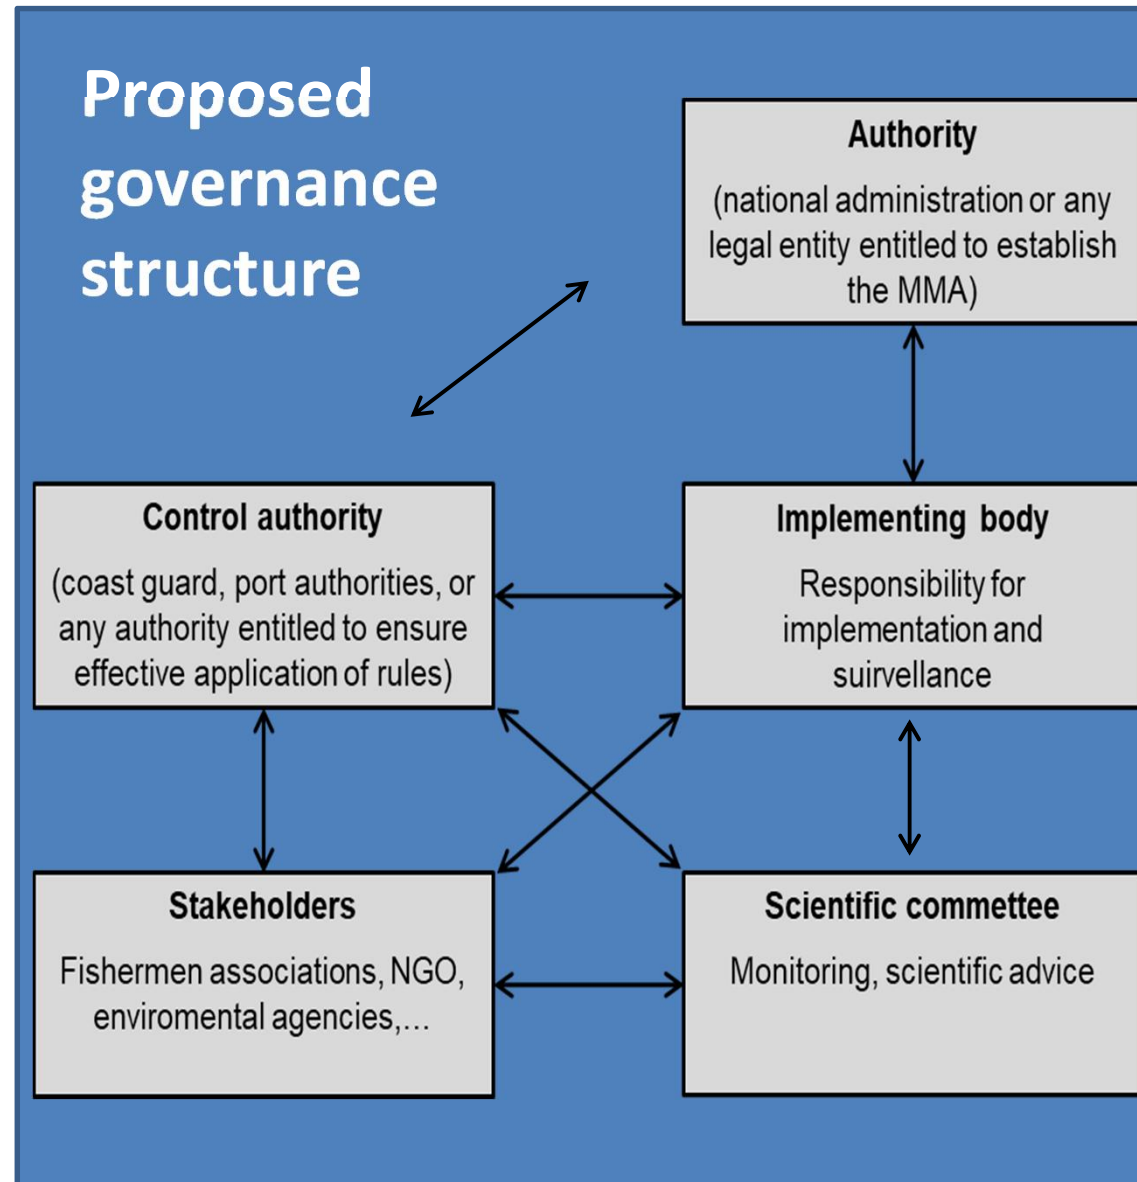 Proposed
governance
structure
Authority
(national administration or any
legal entity entitled to establish
the MMA)
Control authority
(coast guard, port authorities, or
any authority entitled to ensure
effective application of rules)
Implementing body
Responsibility for
implementation and
suirvellance
Stakeholders
Fishermen associations, NGO,
enviromental agencies,…
Scientific commettee
Monitoring, scientific advice